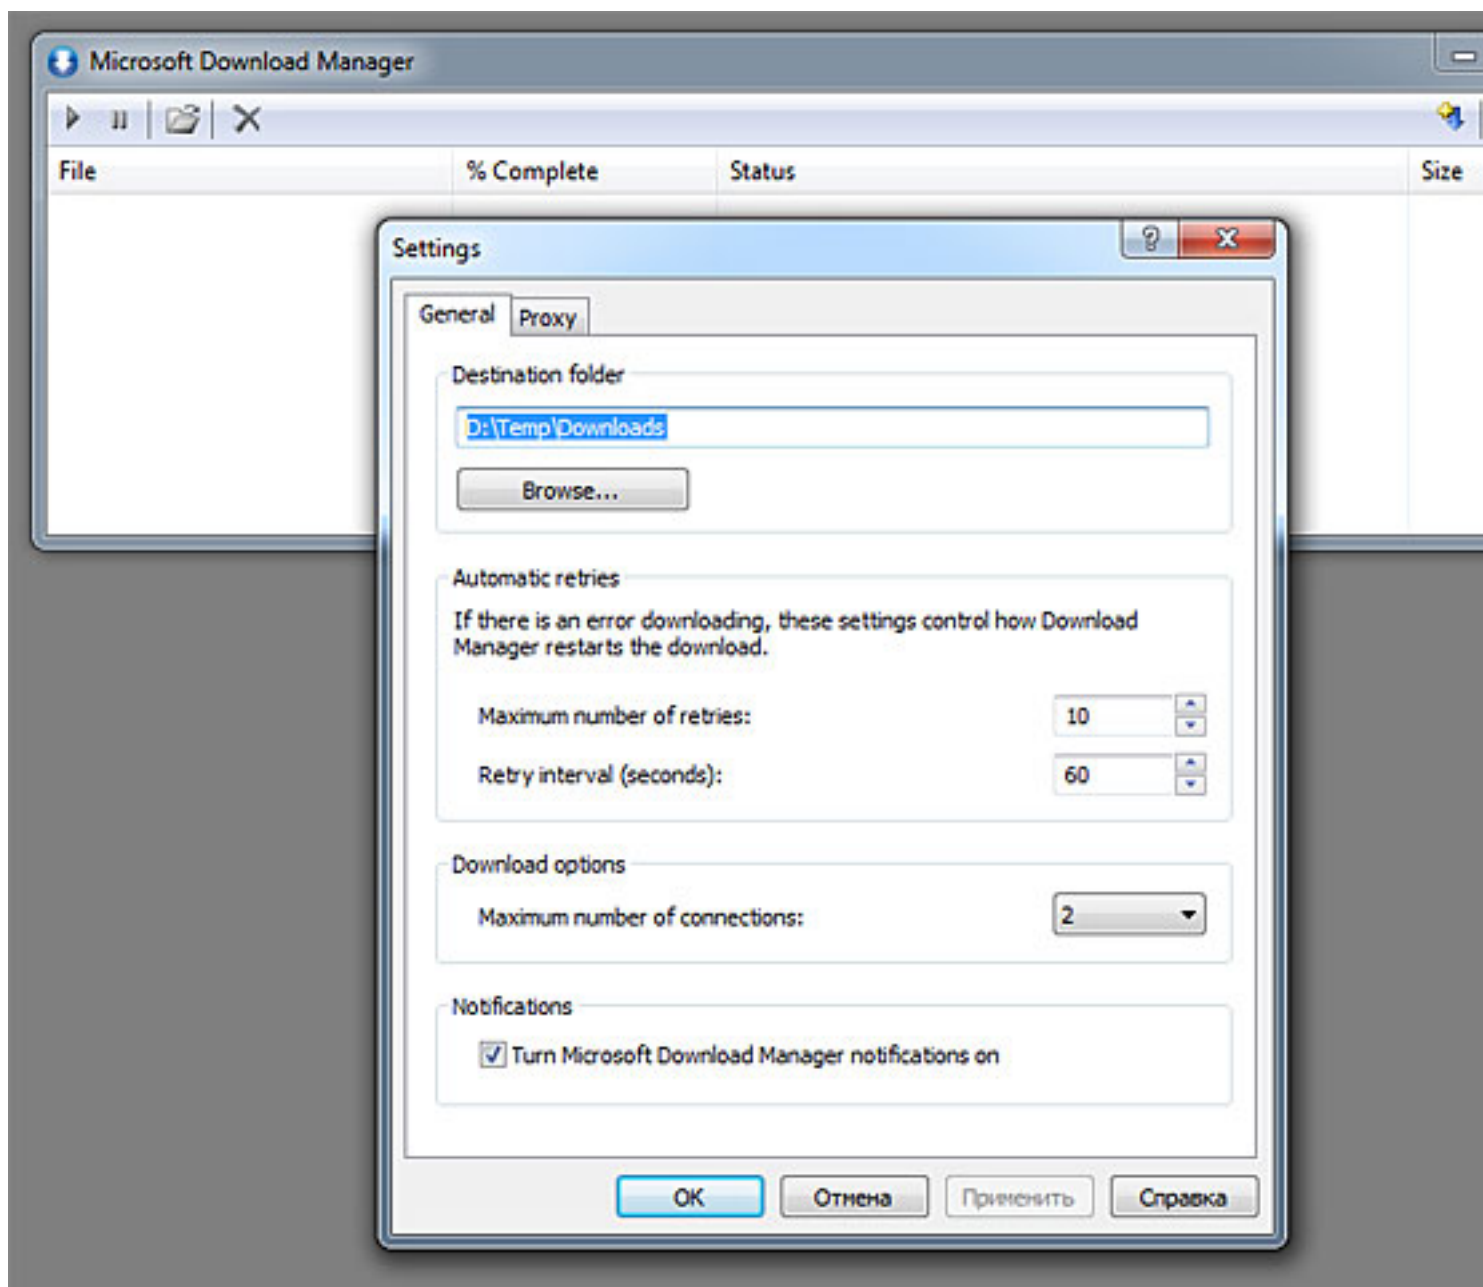 Microsoft Download Manager
File % Complete Status Size
Settings
General Proxy
Destination folder
D:\Temp\Downloads
Browse...
Automatic retries
If there is an error downloading, these settings control how Download
Manager restarts the download.
Maximum number of retries: 10
Retry interval (seconds): 60
Download options
Maximum number of connections: 2
Notifications
Turn Microsoft Download Manager notifications on
OK Отмена Применить Справка